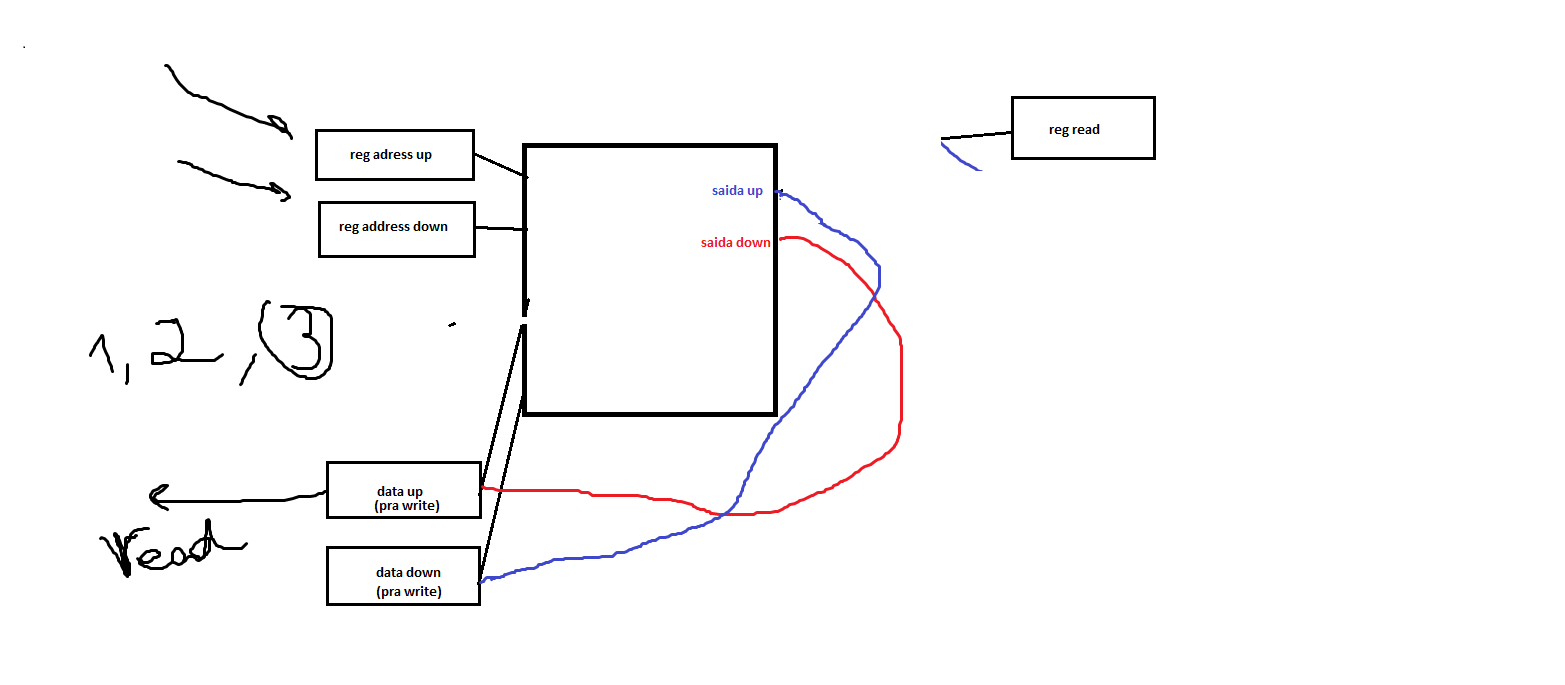 reg read
reg adress up
saida up
reg address down
saida down
1, 2, 3
data up
(pra write)
read
data down
(pra write)